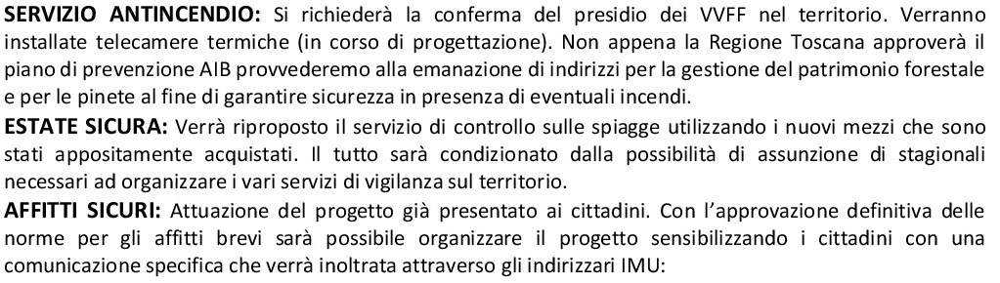 SERVIZIO ANTINCENDIO: Si richiederà la conferma del presidio dei VVFF nel territorio. Verranno
installate telecamere termiche (in corso di progettazione). Non appena la Regione Toscana approverà il
piano di prevenzione AIB provvederemo alla emanazione di indirizzi per la gestione del patrimonio forestale
e per le pinete al fine di garantire sicurezza in presenza di eventuali incendi.
ESTATE SICURA: Verrà riproposto il servizio di controllo sulle spiagge utilizzando i nuovi mezzi che sono
stati appositamente acquistati. Il tutto sarà condizionato dalla possibilità di assunzione di stagionali
necessari ad organizzare i vari servizi di vigilanza sul territorio.
AFFITTI SICURI: Attuazione del progetto già presentato ai cittadini. Con l’approvazione definitiva delle
norme per gli affitti brevi sarà possibile organizzare il progetto sensibilizzando i cittadini con una
comunicazione specifica che verrà inoltrata attraverso gli indirizzari IMU: